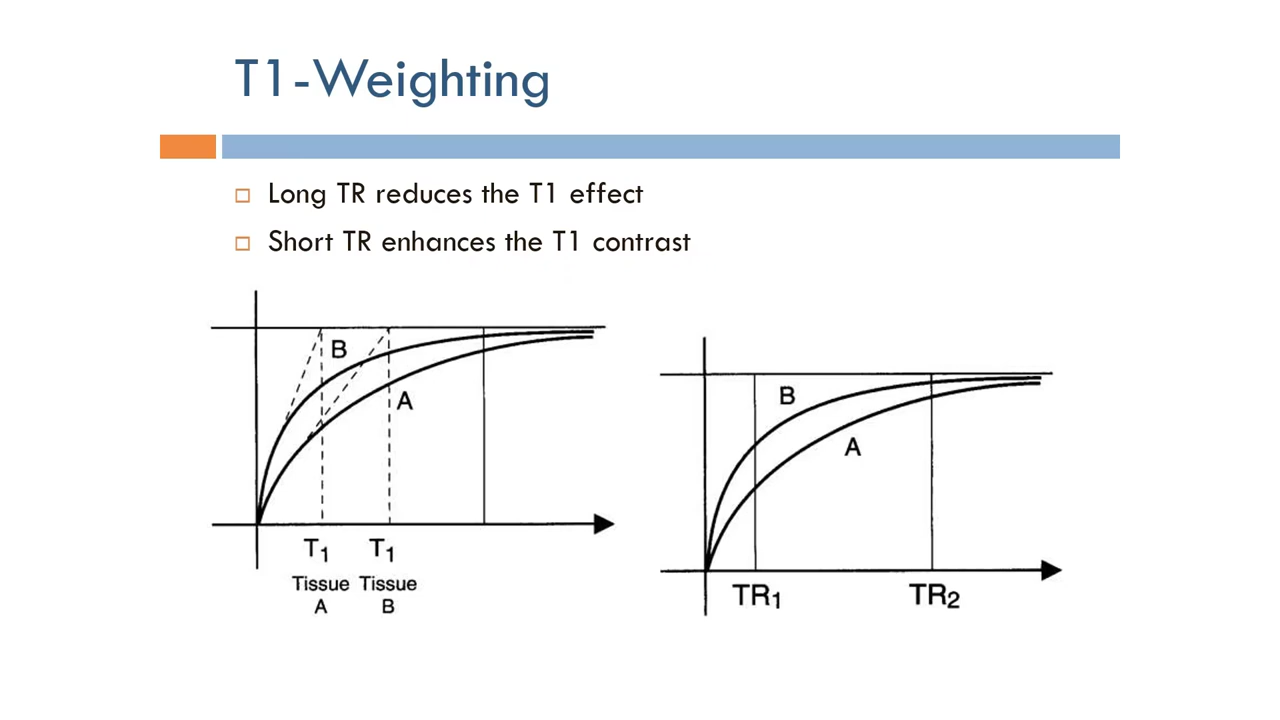 T1-Weighting
Long TR reduces the T1 effect
Short TR enhances the T1 contrast
B
A
T1 T1
Tissue Tissue
A B
B
A
TR1 TR2